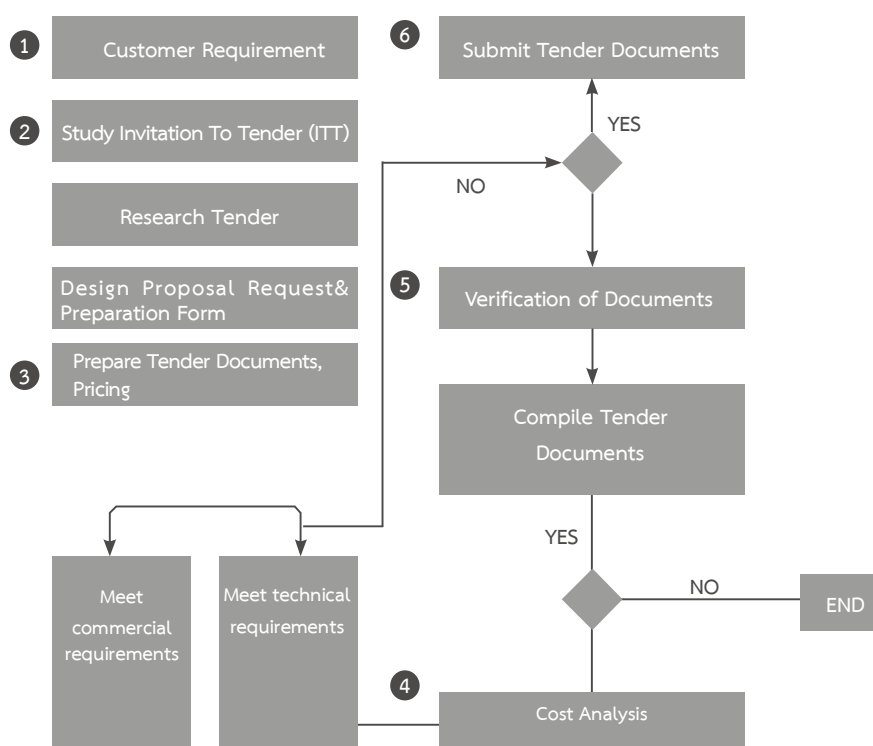 1
Customer Requirement
2
Study Invitation To Tender (ITT)
Research Tender
Design Proposal Request&
Preparation Form
3
Prepare Tender Documents,
Pricing
Meet
commercial
requirements
Meet technical
requirements
4
Cost Analysis
NO
END
YES
Compile Tender
Documents
5
Verification of Documents
NO
YES
6
Submit Tender Documents